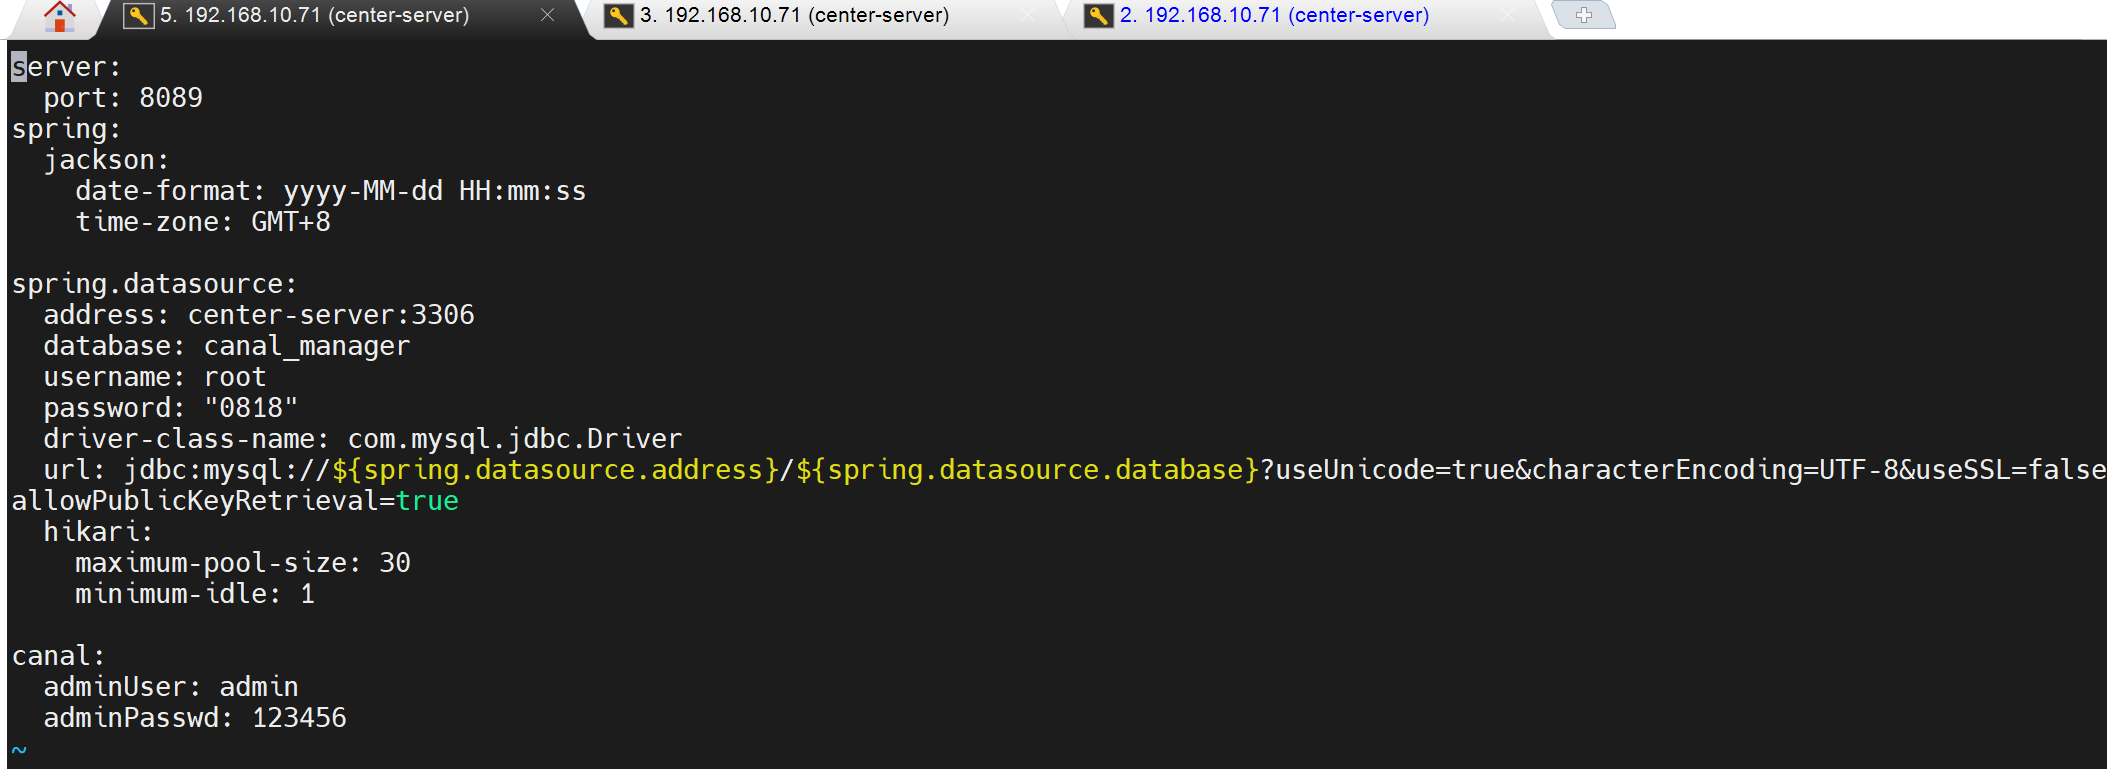 5. 192.168.10.71 (center-server)
3. 192.168.10.71 (center-server)
2. 192.168.10.71 (center-server)
server:
  port: 8089
spring:
  jackson:
    date-format: yyyy-MM-dd HH:mm:ss
    time-zone: GMT+8

spring.datasource:
  address: center-server:3306
  database: canal_manager
  username: root
  password: "0818"
  driver-class-name: com.mysql.jdbc.Driver
  url: jdbc:mysql://${spring.datasource.address}/${spring.datasource.database}?useUnicode=true&characterEncoding=UTF-8&useSSL=false
allowPublicKeyRetrieval=true
  hikari:
    maximum-pool-size: 30
    minimum-idle: 1

canal:
  adminUser: admin
  adminPasswd: 123456
~